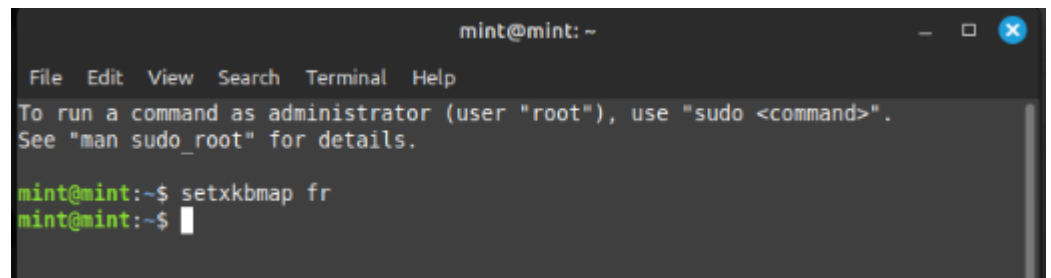 mint@mint: ~
File Edit View Search Terminal Help
To run a command as administrator (user "root"), use "sudo <command>".
See "man sudo_root" for details.
mint@mint:~$ setxkbmap fr
mint@mint:~$